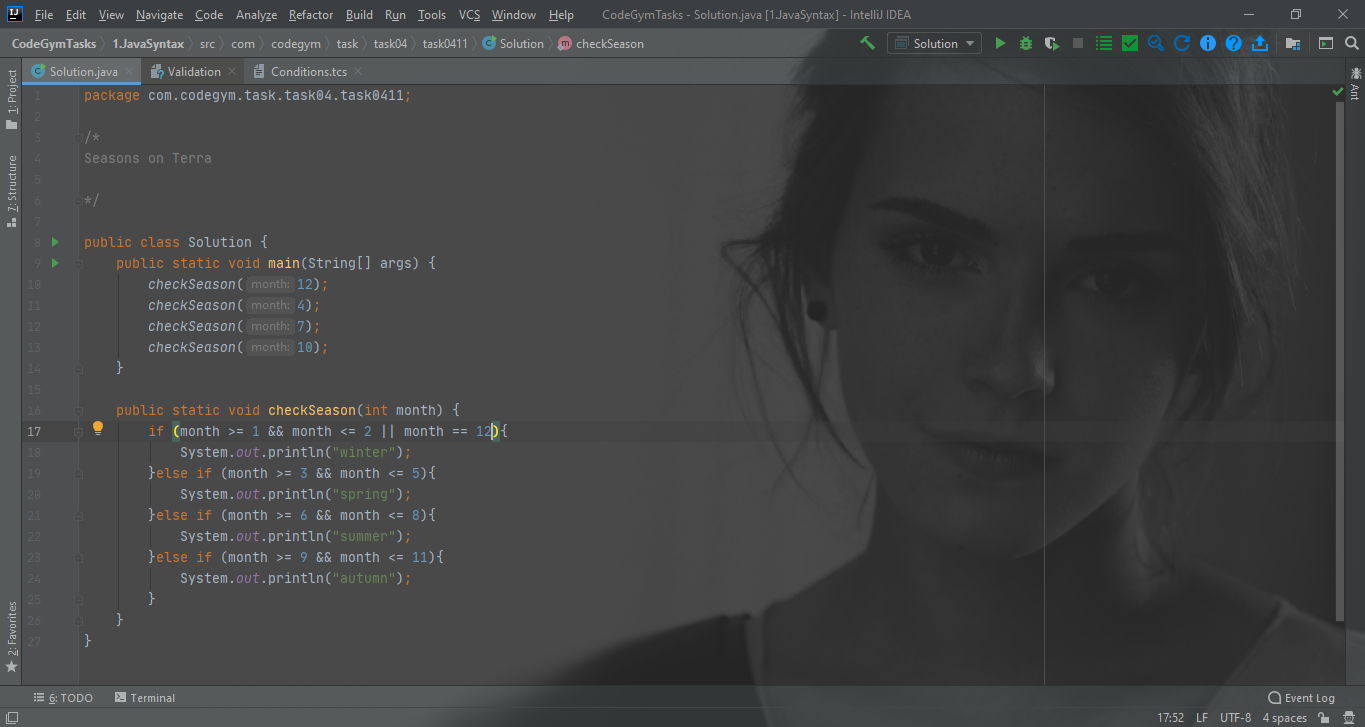 IJ File Edit View Navigate Code Analyze Refactor Build Run Tools VCS Window Help CodeGymTasks - Solution.java [1.JavaSyntax] - IntelliJ IDEA
CodeGymTasks 1.JavaSyntax src com codegym task task04 task0411 C Solution m checkSeason Solution
C Solution.java Validation Conditions.tcs
1: Project
7: Structure
2: Favorites
Ant
1 package com.codegym.task.task04.task0411;
2
3 /*
4 Seasons on Terra
5
6 */
7
8 public class Solution {
9 public static void main(String[] args) {
10 checkSeason( month: 12);
11 checkSeason( month: 4);
12 checkSeason( month: 7);
13 checkSeason( month: 10);
14 }
15
16 public static void checkSeason(int month) {
17 if (month >= 1 && month <= 2 || month == 12){
18 System.out.println("winter");
19 }else if (month >= 3 && month <= 5){
20 System.out.println("spring");
21 }else if (month >= 6 && month <= 8){
22 System.out.println("summer");
23 }else if (month >= 9 && month <= 11){
24 System.out.println("autumn");
25 }
26 }
27 }
6: TODO Terminal Event Log
17:52 LF UTF-8 4 spaces